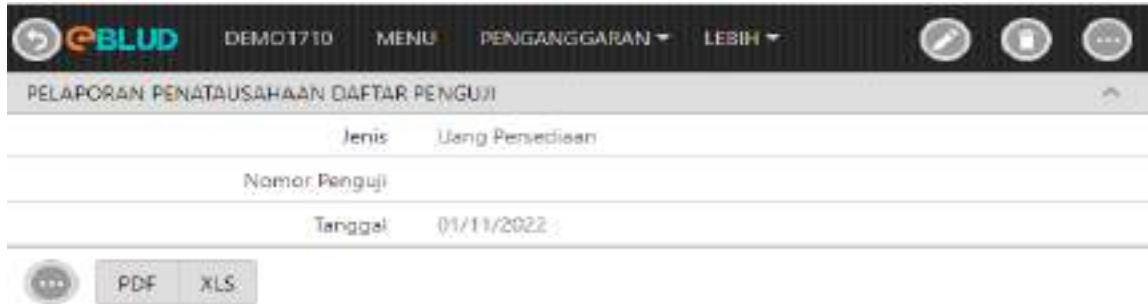 eBLUD DEMO1710 MENU PENGANGGARAN LEBIH
PELAPORAN PENATAUSAHAAN DAFTAR PENGUJI
Jenis Uang Persediaan
Nomor Penguji
Tanggal 01/11/2022
PDF XLS